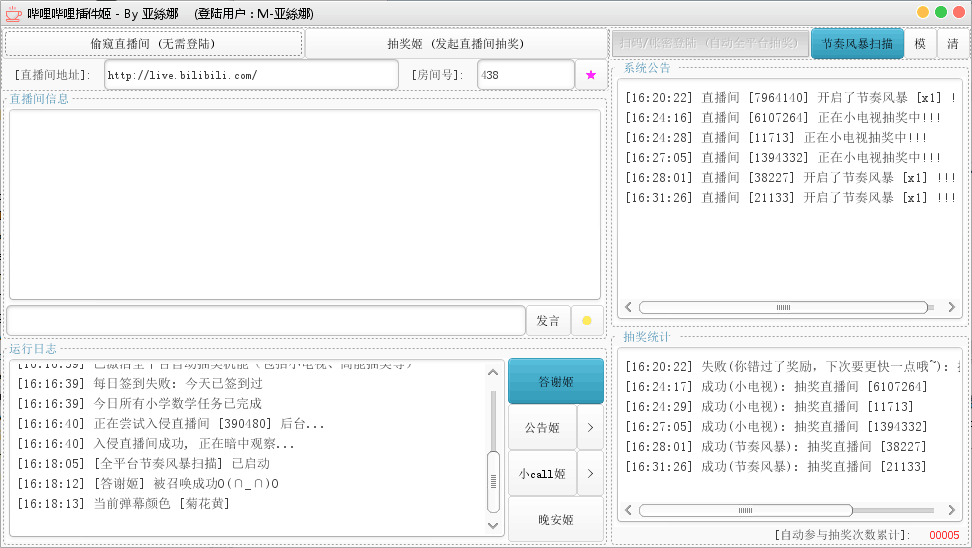 哔哩哔哩插件姬 - By 亚絲娜 (登陆用户：M-亚絲娜)
偷窥直播间 (无需登陆)
抽奖姬 (发起直播间抽奖)
扫码/帐密登陆 (自动全平台抽奖)
节奏风暴扫描
模
清
[直播间地址]:
http://live.bilibili.com/
[房间号]:
438
直播间信息
系统公告
[16:20:22] 直播间 [7964140] 开启了节奏风暴 [x1] !
[16:24:16] 直播间 [6107264] 正在小电视抽奖中!!!
[16:24:28] 直播间 [11713] 正在小电视抽奖中!!!
[16:27:05] 直播间 [1394332] 正在小电视抽奖中!!!
[16:28:01] 直播间 [38227] 开启了节奏风暴 [x1] !!!
[16:31:26] 直播间 [21133] 开启了节奏风暴 [x1] !!!
发言
运行日志
[16:16:39] 每日签到失败: 今天已签到过
[16:16:39] 今日所有小学数学任务已完成
[16:16:40] 正在尝试入侵直播间 [390480] 后台...
[16:16:40] 入侵直播间成功, 正在暗中观察...
[16:18:05] [全平台节奏风暴扫描] 已启动
[16:18:12] [答谢姬] 被召唤成功O(∩_∩)O
[16:18:13] 当前弹幕颜色 [菊花黄]
答谢姬
公告姬
>
小call姬
>
晚安姬
抽奖统计
[16:20:22] 失败(你错过了奖励, 下次要更快一点哦~):
[16:24:17] 成功(小电视): 抽奖直播间 [6107264]
[16:24:29] 成功(小电视): 抽奖直播间 [11713]
[16:27:05] 成功(小电视): 抽奖直播间 [1394332]
[16:28:01] 成功(节奏风暴): 抽奖直播间 [38227]
[16:31:26] 成功(节奏风暴): 抽奖直播间 [21133]
[自动参与抽奖次数累计]:
00005